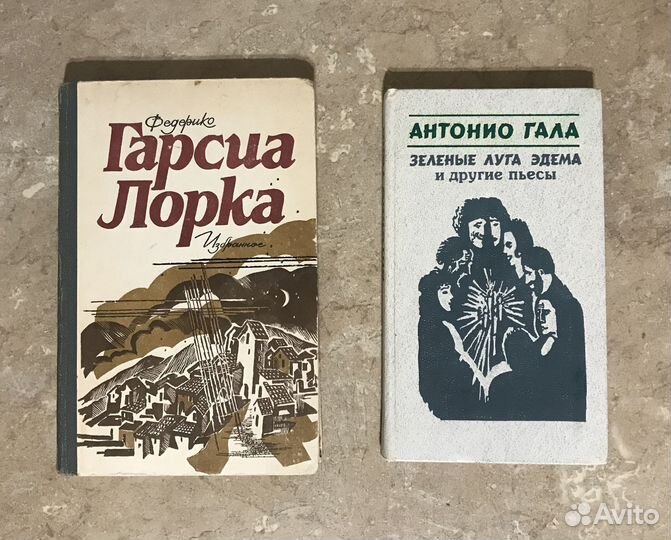 Федерико
Гарсиа
Лорка
Избранное
АНТОНИО ГАЛА
ЗЕЛЕНЫЕ ЛУГА ЭДЕМА
и другие пьесы
Avito